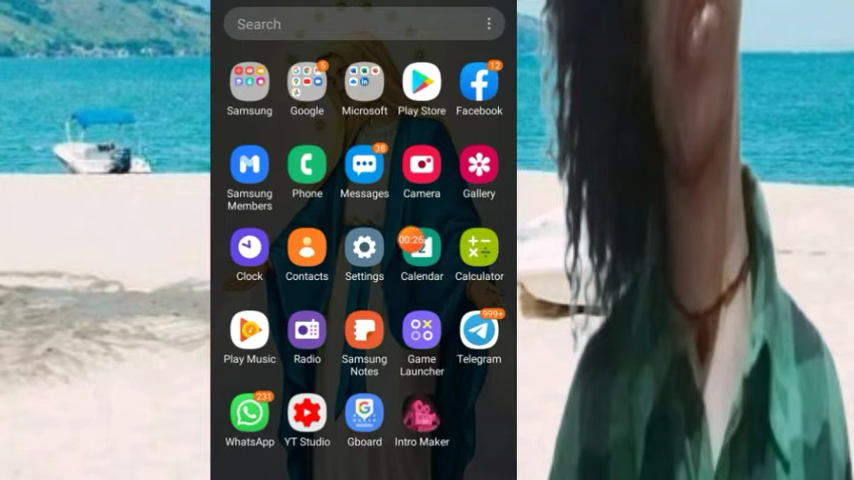 Search
5
12
Samsung Google Microsoft Play Store Facebook
38
Samsung Members Phone Messages Camera Gallery
00:26
2
Clock Contacts Settings Calendar Calculator
999+
Play Music Radio Samsung Notes Game Launcher Telegram
231
WhatsApp YT Studio Gboard Intro Maker